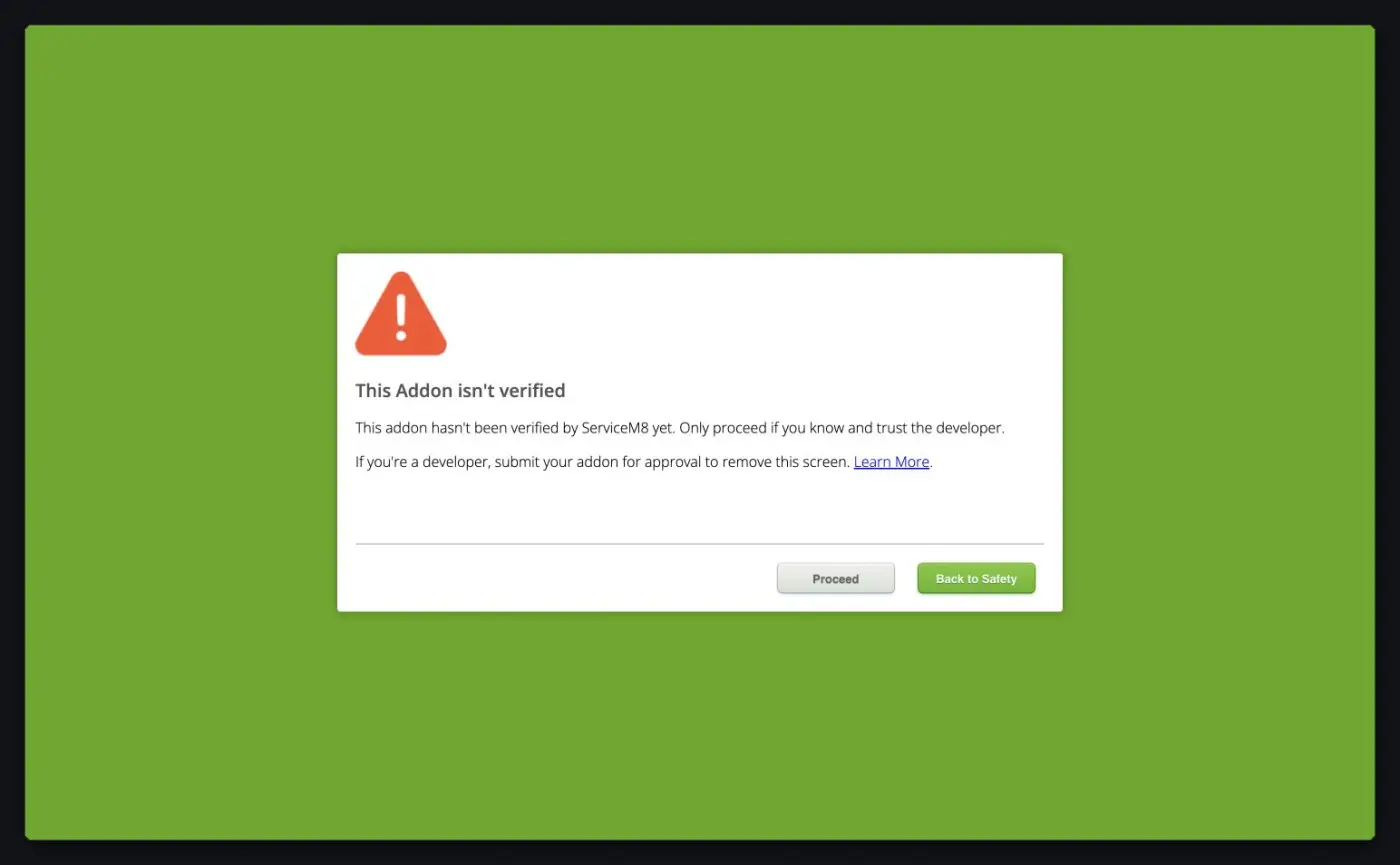 This Addon isn't verified
This addon hasn't been verified by ServiceM8 yet. Only proceed if you know and trust the developer.
If you're a developer, submit your addon for approval to remove this screen. Learn More.
Proceed
Back to Safety